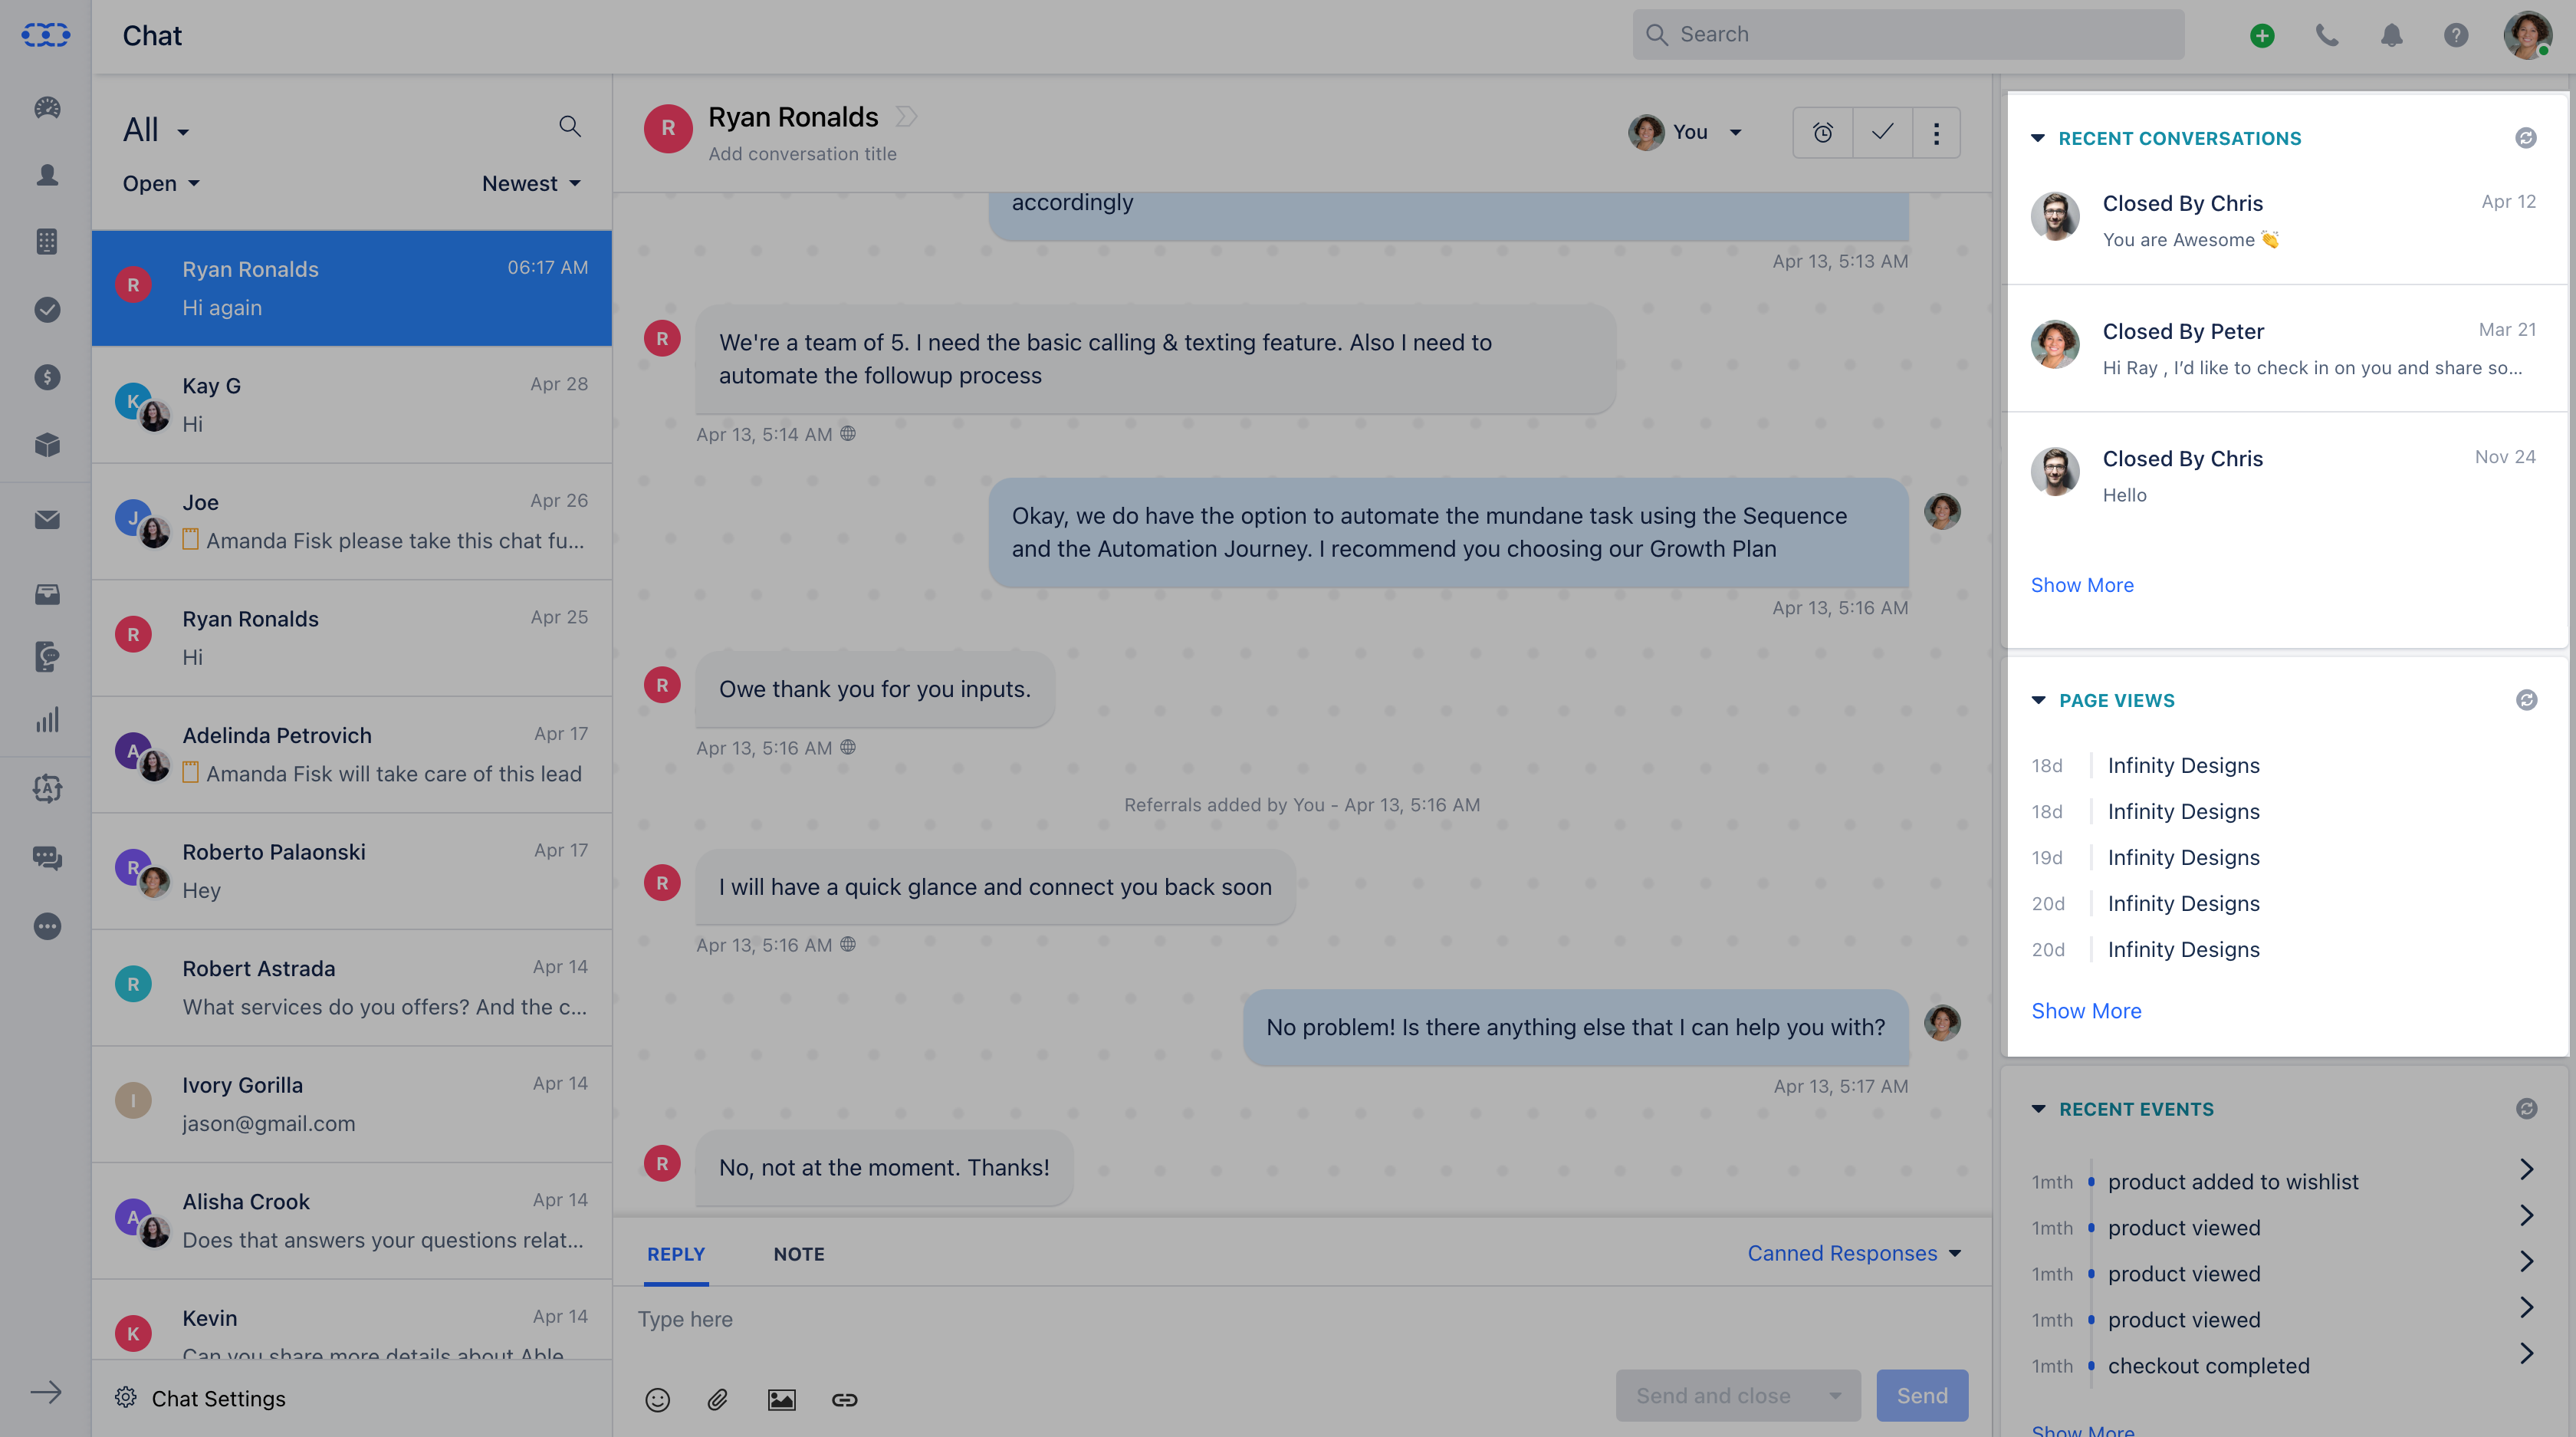 Chat
Search
All
Open
Newest
R
Ryan Ronalds
06:17 AM
Hi again
K
Kay G
Apr 28
Hi
J
Joe
Apr 26
Amanda Fisk please take this chat fu...
R
Ryan Ronalds
Apr 25
Hi
A
Adelinda Petrovich
Apr 17
Amanda Fisk will take care of this lead
R
Roberto Palaonski
Apr 17
Hey
R
Robert Astrada
Apr 14
What services do you offers? And the c...
I
Ivory Gorilla
Apr 14
jason@gmail.com
A
Alisha Crook
Apr 14
Does that answers your questions relat...
K
Kevin
Apr 14
Can you share more details about Able
Chat Settings
R
Ryan Ronalds
Add conversation title
You
accordingly
Apr 13, 5:13 AM
R
We're a team of 5. I need the basic calling & texting feature. Also I need to
automate the followup process
Apr 13, 5:14 AM
Okay, we do have the option to automate the mundane task using the Sequence
and the Automation Journey. I recommend you choosing our Growth Plan
Apr 13, 5:16 AM
R
Owe thank you for you inputs.
Apr 13, 5:16 AM
Referrals added by You - Apr 13, 5:16 AM
R
I will have a quick glance and connect you back soon
Apr 13, 5:16 AM
No problem! Is there anything else that I can help you with?
Apr 13, 5:17 AM
R
No, not at the moment. Thanks!
REPLY
NOTE
Canned Responses
Type here
Send and close
Send
RECENT CONVERSATIONS
Closed By Chris
Apr 12
You are Awesome 👏
Closed By Peter
Mar 21
Hi Ray , I’d like to check in on you and share so...
Closed By Chris
Nov 24
Hello
Show More
PAGE VIEWS
18d Infinity Designs
18d Infinity Designs
19d Infinity Designs
20d Infinity Designs
20d Infinity Designs
Show More
RECENT EVENTS
1mth product added to wishlist
1mth product viewed
1mth product viewed
1mth product viewed
1mth checkout completed
Show More